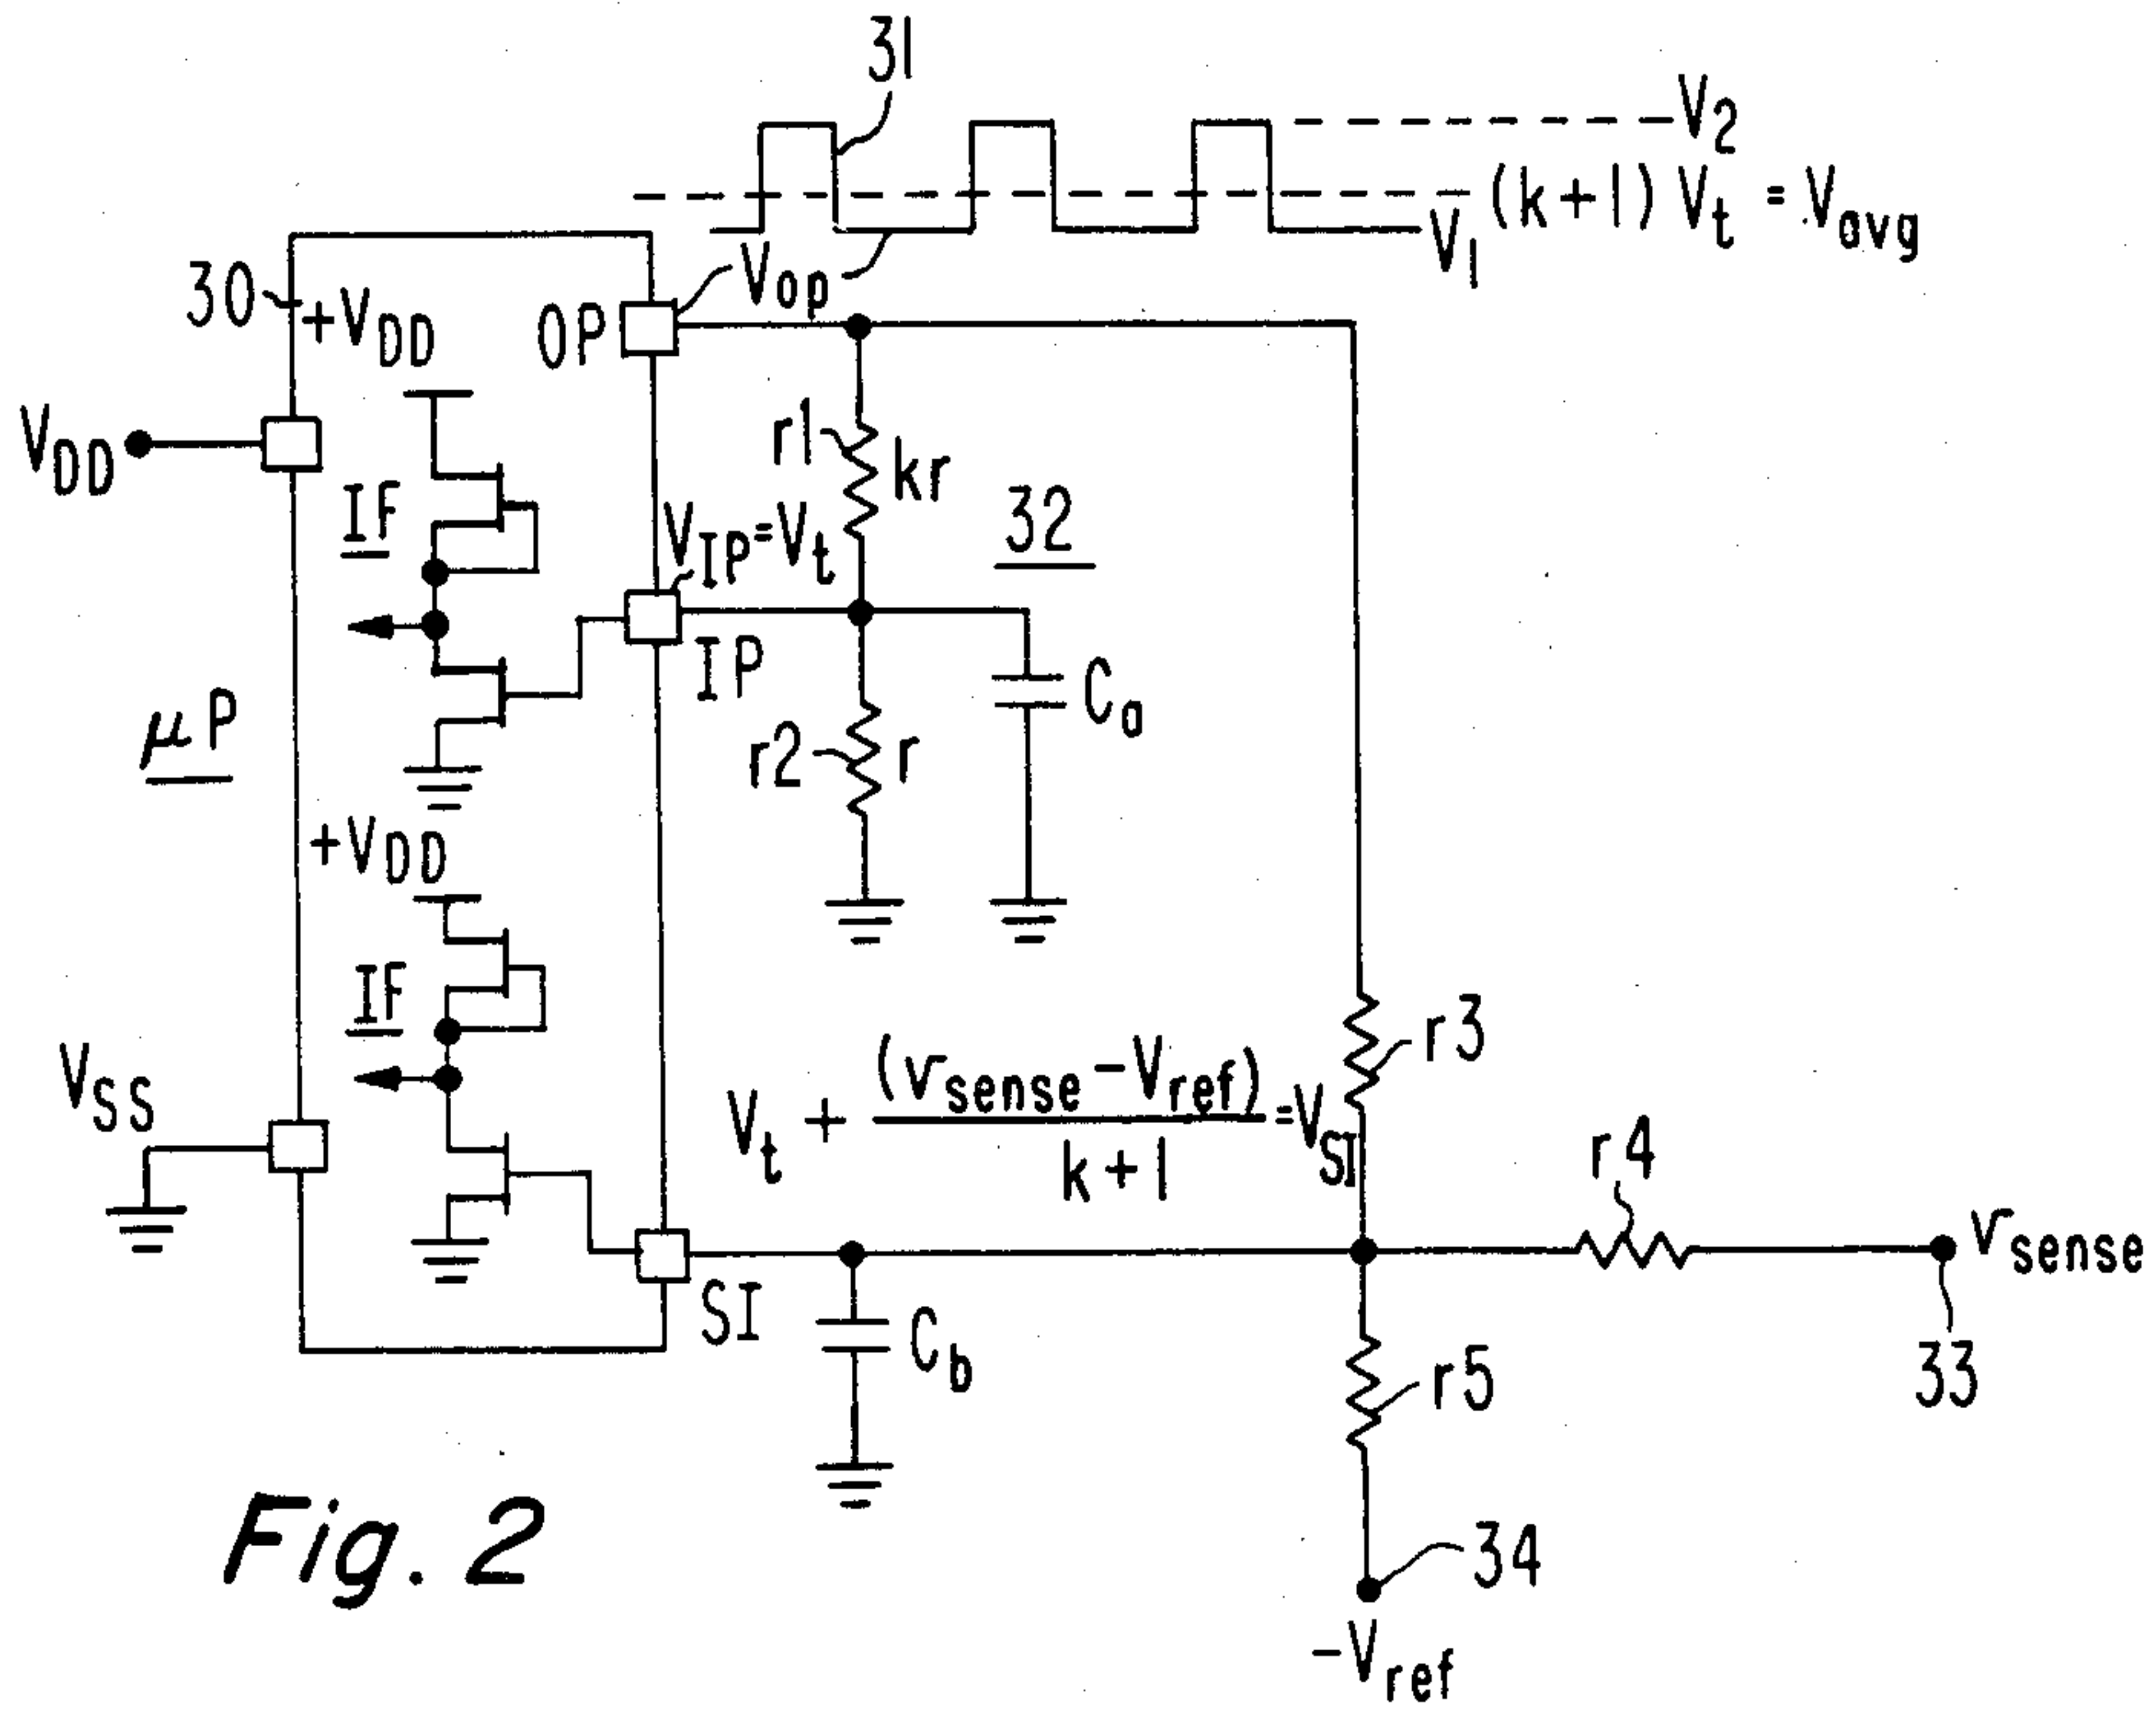 31
V2
(k+1) Vt = Vavg
V1
Vop
30
+VDD
OP
VDD
r1
kr
IF
32
VIP=Vt
IP
Ca
μP
r2
r
+VDD
IF
r3
VSS
Vt + (vsense-Vref)/k+1 =VSI
r4
vsense
SI
Cb
r5
33
34
-Vref
Fig. 2